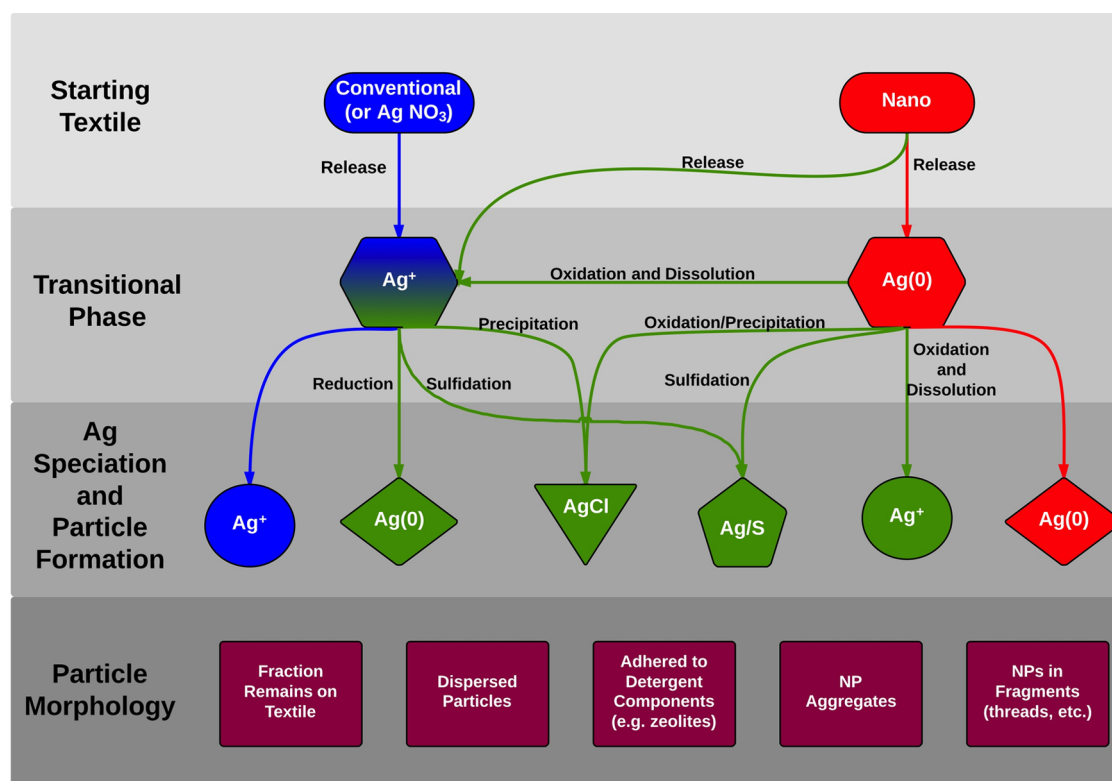 Starting
Textile
Conventional
(or Ag NO₃)
Nano
Release
Release
Release
Transitional
Phase
Ag⁺
Oxidation and Dissolution
Ag(0)
Precipitation
Oxidation/Precipitation
Reduction
Sulfidation
Sulfidation
Oxidation
and
Dissolution
Ag
Speciation
and
Particle
Formation
Ag⁺
Ag(0)
AgCl
Ag/S
Ag⁺
Ag(0)
Particle
Morphology
Fraction
Remains on
Textile
Dispersed
Particles
Adhered to
Detergent
Components
(e.g. zeolites)
NP
Aggregates
NPs in
Fragments
(threads, etc.)